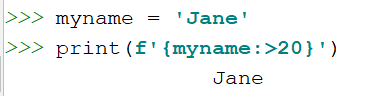 >>> myname = 'Jane'
>>> print(f'{myname:>20}')
                Jane